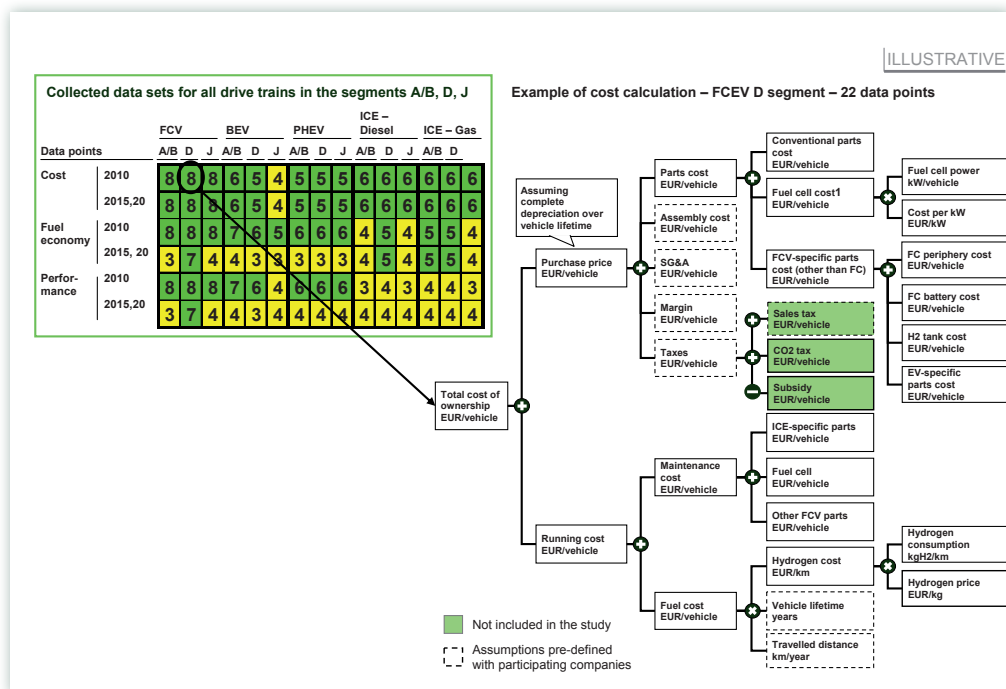 ILLUSTRATIVE
Collected data sets for all drive trains in the segments A/B, D, J
FCV BEV PHEV ICE – Diesel ICE – Gas
Data points A/B D J A/B D J A/B D J A/B D J A/B D
Cost 2010 8 8 8 6 5 4 5 5 5 6 6 6 6 6 6
2015,20 8 8 8 6 5 4 5 5 5 6 6 6 6 6 6
Fuel economy 2010 8 8 8 7 6 5 6 6 6 4 5 4 5 5 4
2015, 20 3 7 4 4 3 3 3 3 3 4 5 4 5 5 4
Perfor-
mance 2010 8 8 8 7 6 4 6 6 6 3 4 3 4 4 3
2015,20 3 7 4 4 3 4 4 4 4 4 4 4 4 4 4
Example of cost calculation – FCEV D segment – 22 data points
Assuming
complete
depreciation over
vehicle lifetime
Total cost of
ownership
EUR/vehicle
Purchase price
EUR/vehicle
Parts cost
EUR/vehicle
Assembly cost
EUR/vehicle
SG&A
EUR/vehicle
Margin
EUR/vehicle
Taxes
EUR/vehicle
Conventional parts
cost
EUR/vehicle
Fuel cell cost1
EUR/vehicle
FCV-specific parts
cost (other than FC)
EUR/vehicle
Fuel cell power
kW/vehicle
Cost per kW
EUR/kW
FC periphery cost
EUR/vehicle
FC battery cost
EUR/vehicle
H2 tank cost
EUR/vehicle
EV-specific
parts cost
EUR/vehicle
Sales tax
EUR/vehicle
CO2 tax
EUR/vehicle
Subsidy
EUR/vehicle
Running cost
EUR/vehicle
Maintenance
cost
EUR/vehicle
ICE-specific parts
EUR/vehicle
Fuel cell
EUR/vehicle
Other FCV parts
EUR/vehicle
Fuel cost
EUR/vehicle
Hydrogen cost
EUR/km
Vehicle lifetime
years
Travelled distance
km/year
Hydrogen
consumption
kgH2/km
Hydrogen price
EUR/kg
Not included in the study
Assumptions pre-defined
with participating companies